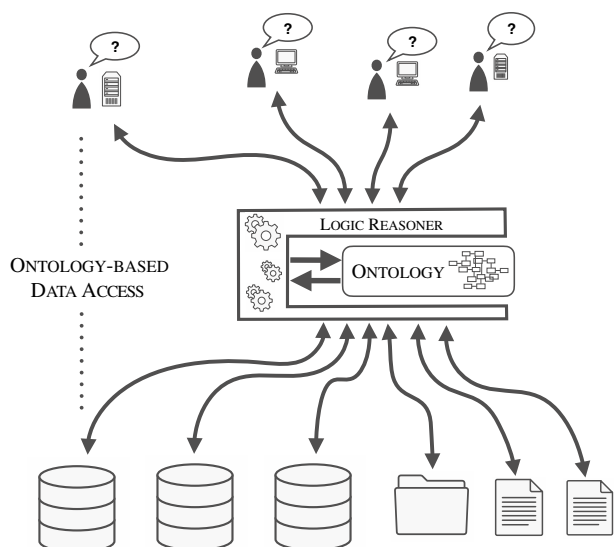 ?
?
?
?
LOGIC REASONER
ONTOLOGY
ONTOLOGY-BASED
DATA ACCESS